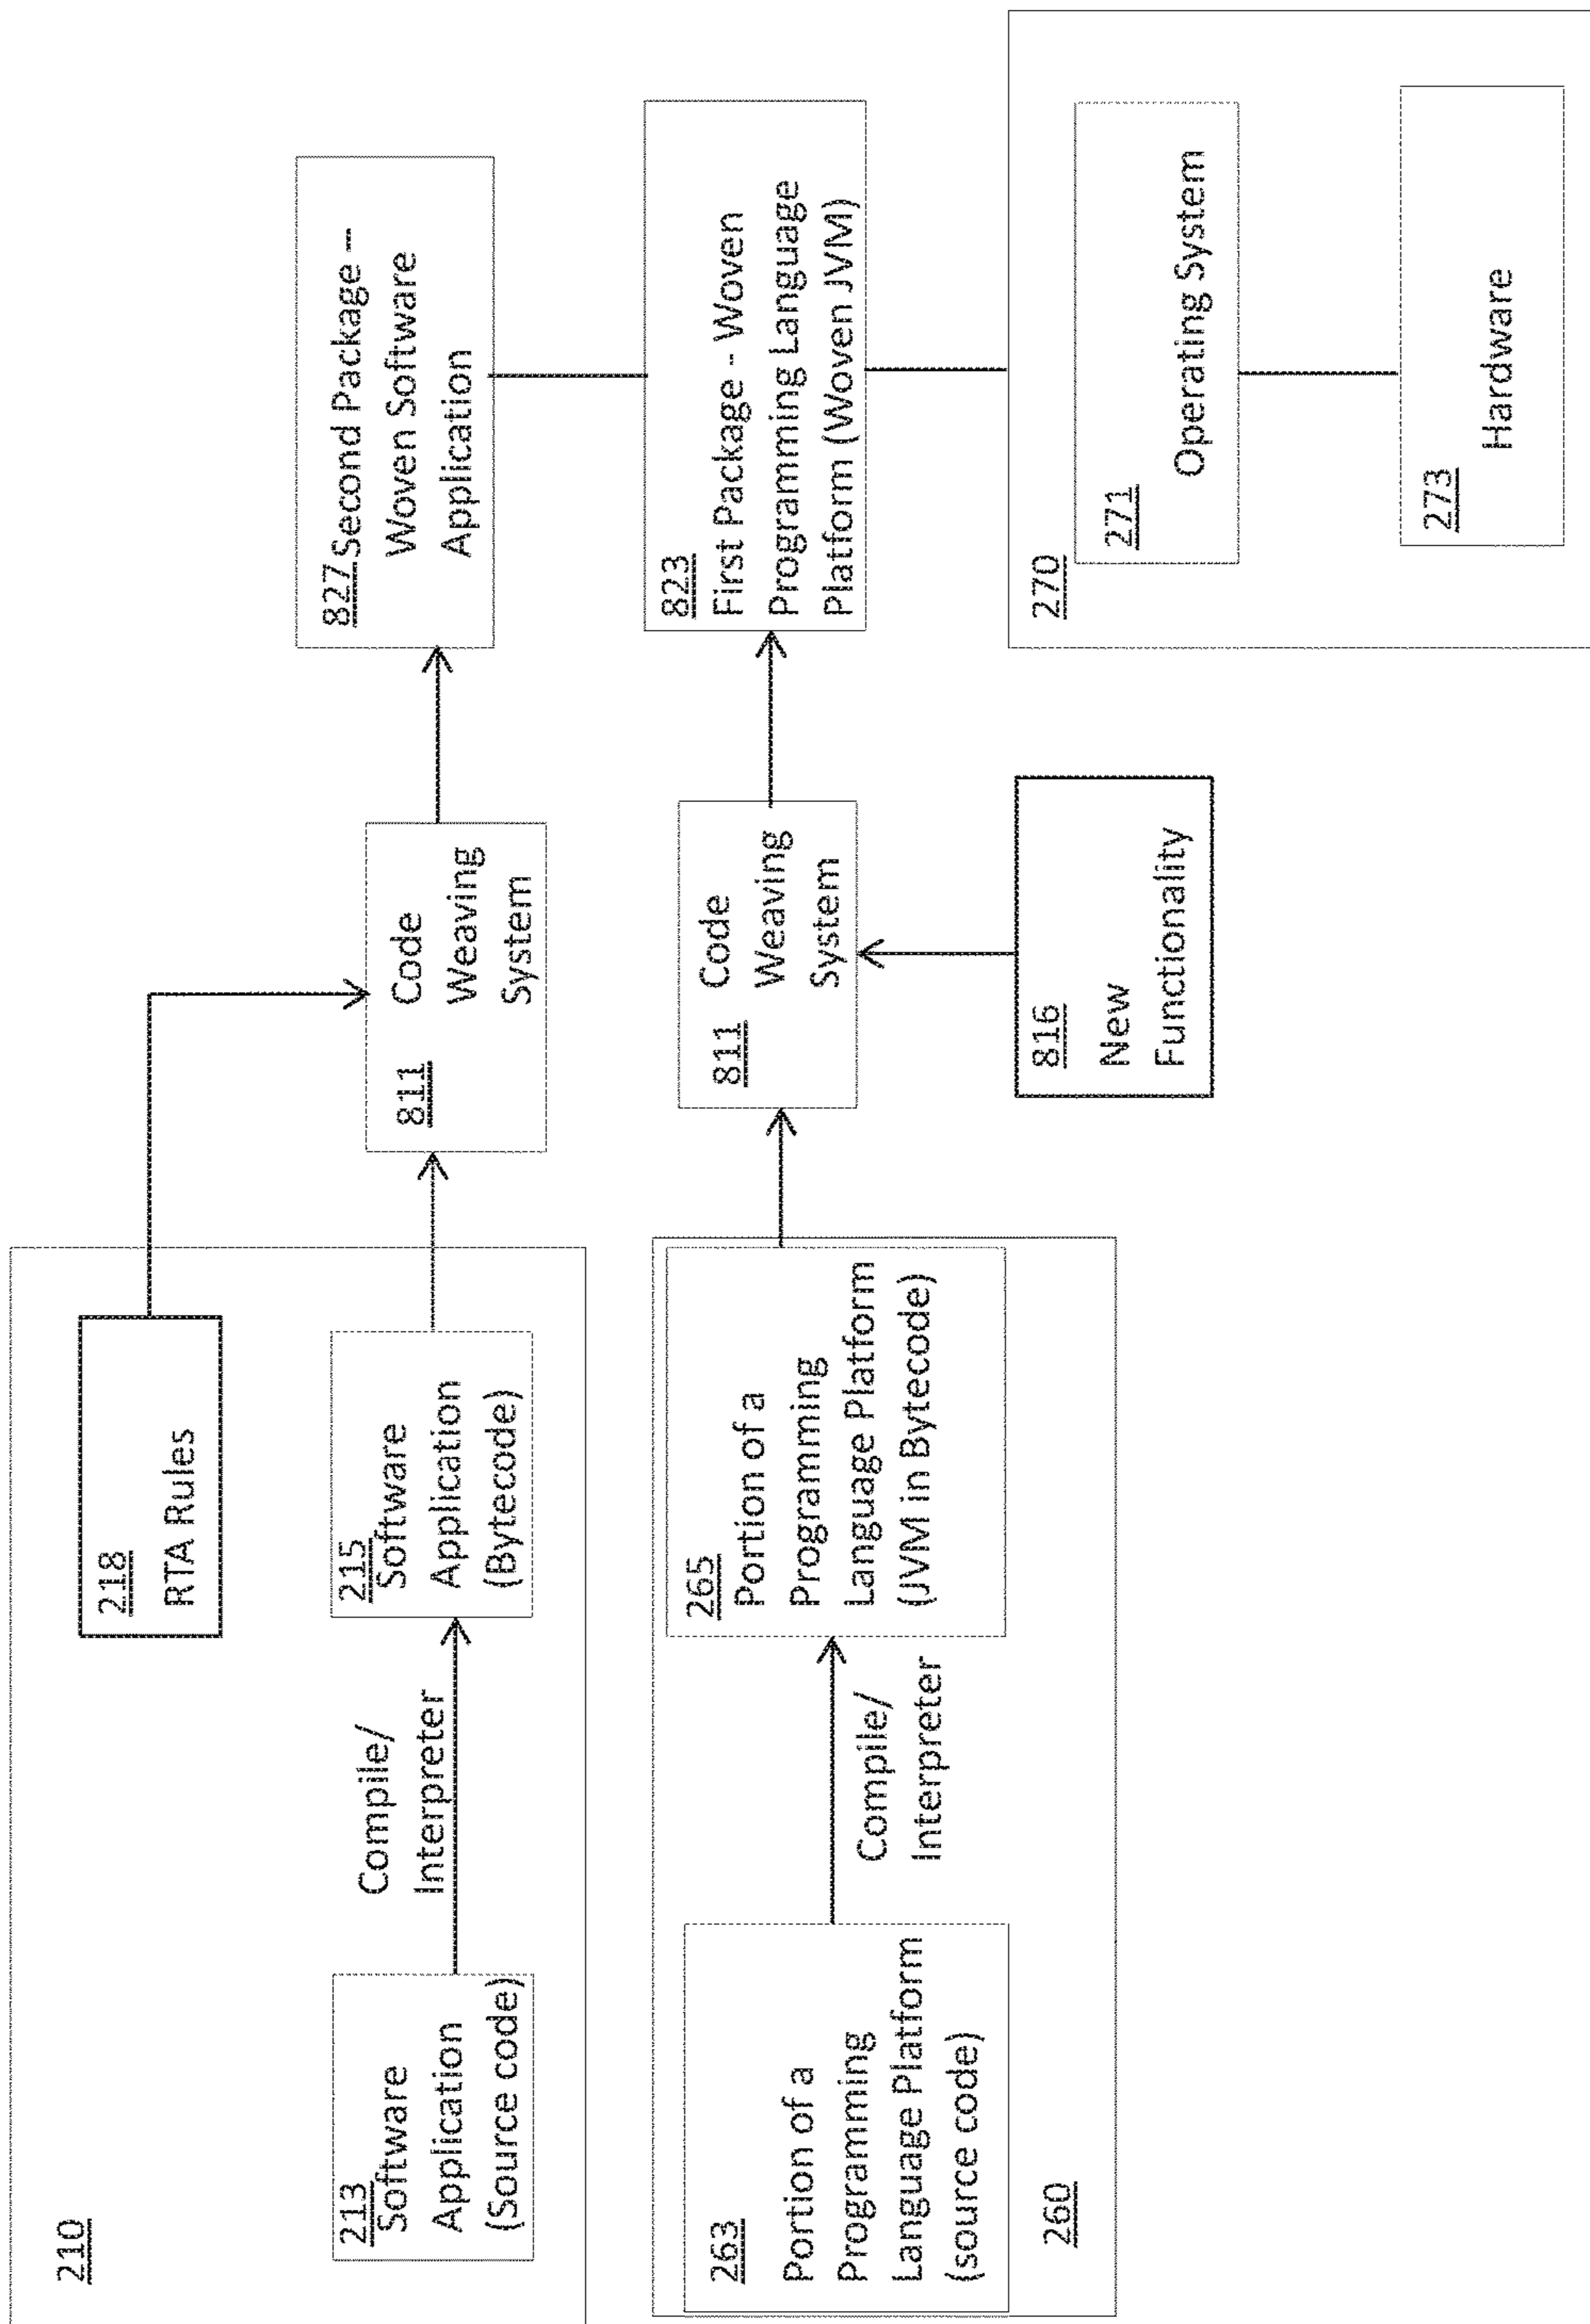 210
218
RTA Rules
213
Software
Application
(Source code)
Compile/
Interpreter
215
Software
Application
(Bytecode)
811 Code
Weaving
System
827 Second Package –
Woven Software
Application
263
Portion of a
Programming
Language Platform
(source code)
260
Compile/
Interpreter
265
Portion of a
Programming
Language Platform
(JVM in Bytecode)
811 Code
Weaving
System
816
New
Functionality
823
First Package - Woven
Programming Language
Platform (Woven JVM)
270
271
Operating System
273
Hardware